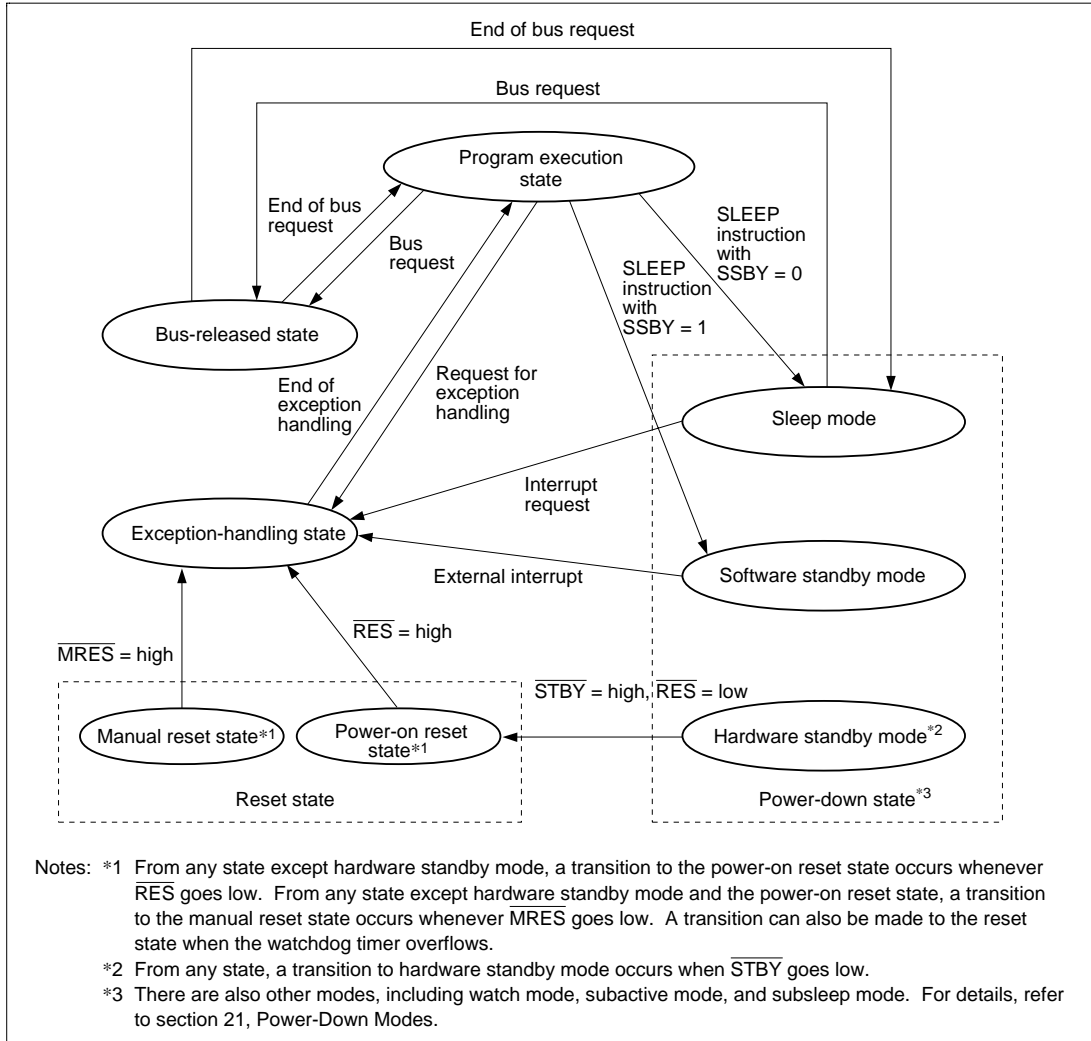 End of bus request
Bus request
Program execution
state
End of bus
request
Bus
request
SLEEP
instruction
with
SSBY = 0
SLEEP
instruction
with
SSBY = 1
Bus-released state
End of
exception
handling
Request for
exception
handling
Sleep mode
Interrupt
request
Exception-handling state
External interrupt
Software standby mode
M̅R̅E̅S̅ = high
R̅E̅S̅ = high
S̅T̅B̅Y̅ = high, R̅E̅S̅ = low
Manual reset state*1
Power-on reset
state*1
Hardware standby mode*2
Reset state
Power-down state*3
Notes: *1 From any state except hardware standby mode, a transition to the power-on reset state occurs whenever
R̅E̅S̅ goes low. From any state except hardware standby mode and the power-on reset state, a transition
to the manual reset state occurs whenever M̅R̅E̅S̅ goes low. A transition can also be made to the reset
state when the watchdog timer overflows.
*2 From any state, a transition to hardware standby mode occurs when S̅T̅B̅Y̅ goes low.
*3 There are also other modes, including watch mode, subactive mode, and subsleep mode. For details, refer
to section 21, Power-Down Modes.